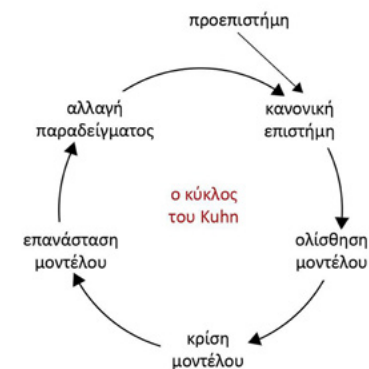 προεπιστήμη
αλλαγή
παραδείγματος
κανονική
επιστήμη
ο κύκλος
του Kuhn
επανάσταση
μοντέλου
ολίσθηση
μοντέλου
κρίση
μοντέλου